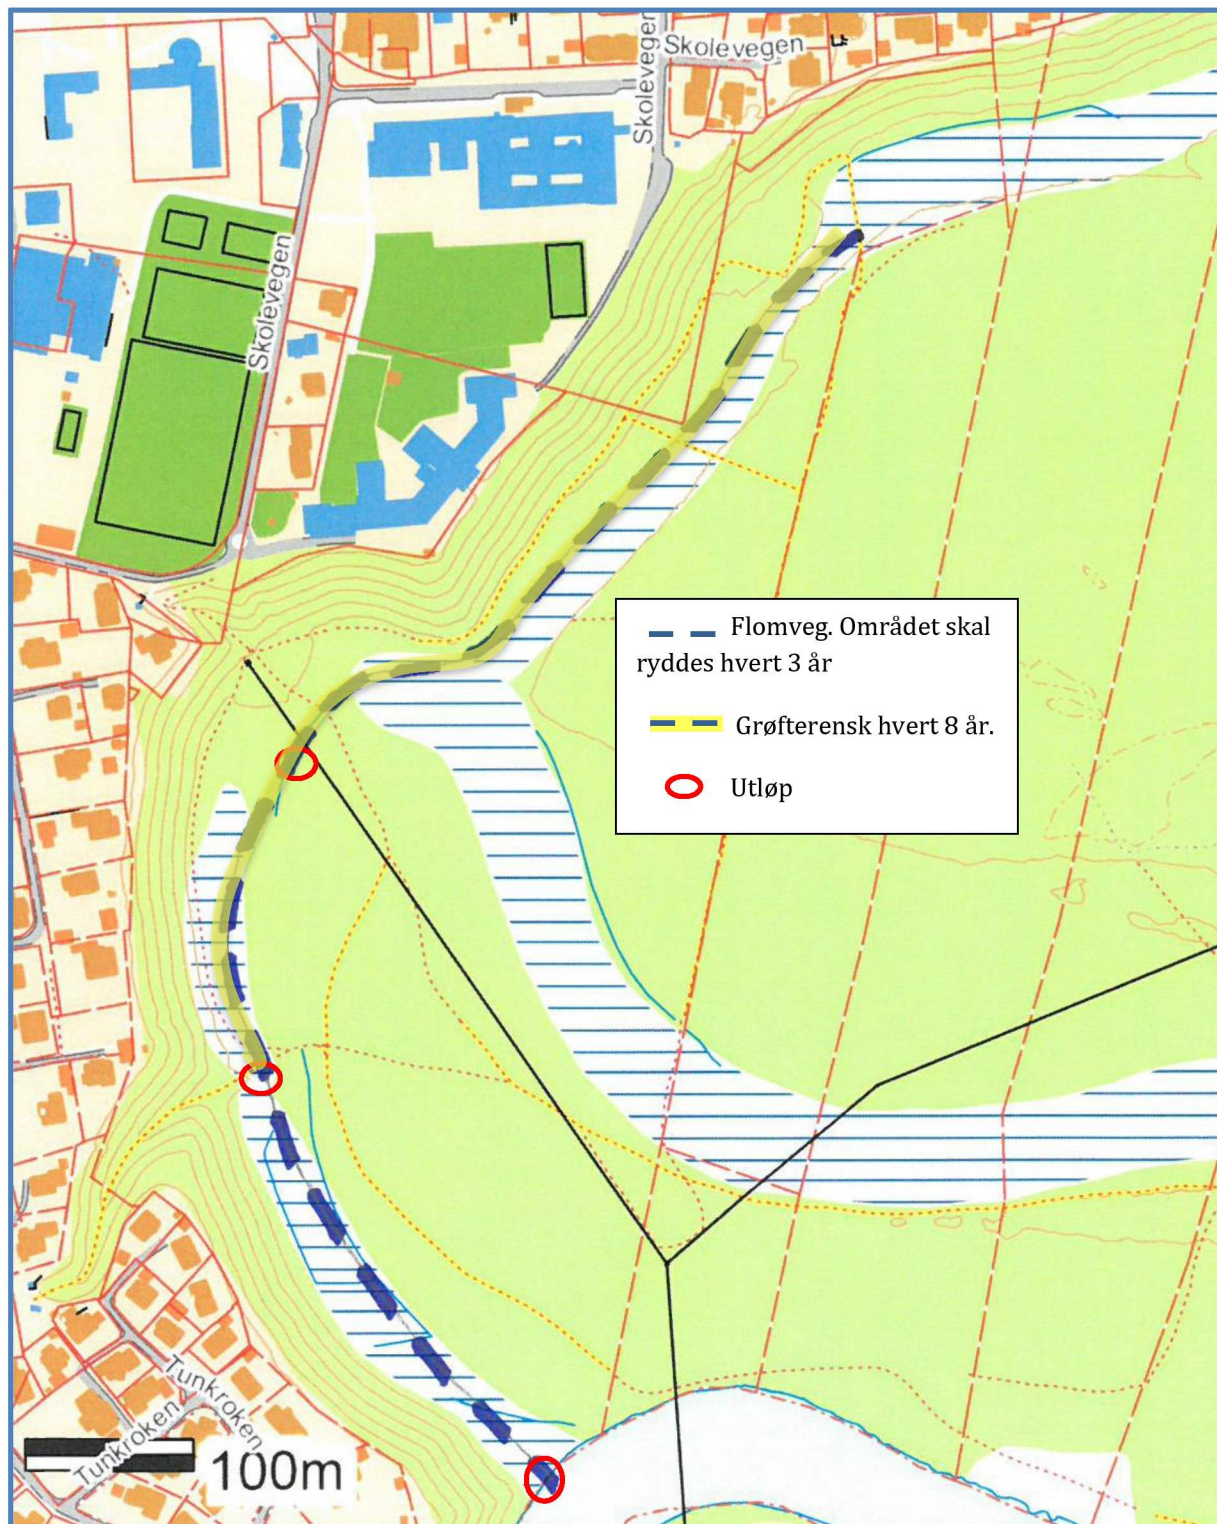 Skolevegen
Skolevegen
Skolevegen
Flomveg. Området skal
ryddes hvert 3 år
Grøfterensk hvert 8 år.
Utløp
Tunkroken
Tunkroken
100m